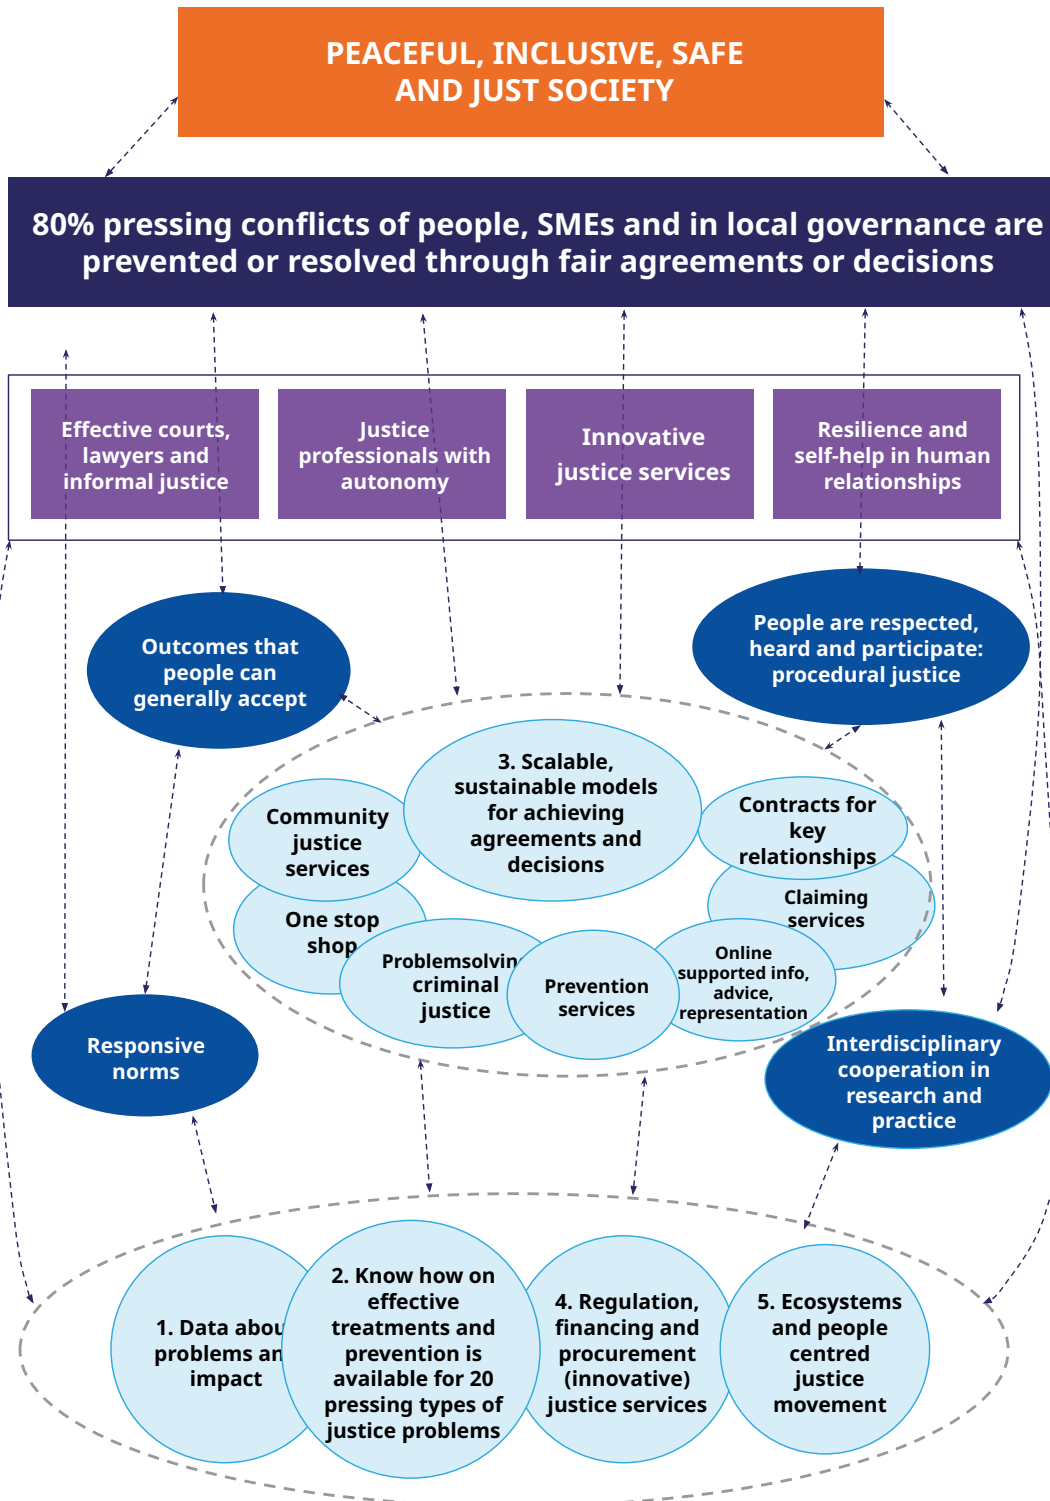 PEACEFUL, INCLUSIVE, SAFE
AND JUST SOCIETY
80% pressing conflicts of people, SMEs and in local governance are
prevented or resolved through fair agreements or decisions
Effective courts,
lawyers and
informal justice
Justice
professionals with
autonomy
Innovative
justice services
Resilience and
self-help in human
relationships
Outcomes that
people can
generally accept
People are respected,
heard and participate:
procedural justice
3. Scalable,
sustainable models
for achieving
agreements and
decisions
Community
justice
services
Contracts for
key
relationships
One stop
shop
Claiming
services
Problemsolving
criminal
justice
Prevention
services
Online
supported info,
advice,
representation
Responsive
norms
Interdisciplinary
cooperation in
research and
practice
1. Data about
problems and
impact
2. Know how on
effective
treatments and
prevention is
available for 20
pressing types of
justice problems
4. Regulation,
financing and
procurement
(innovative)
justice services
5. Ecosystems
and people
centred
justice
movement